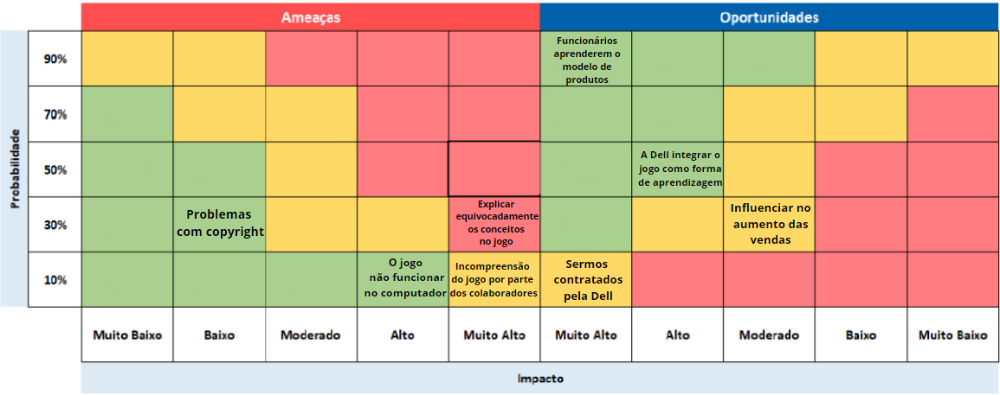 Ameaças
Oportunidades
Probabilidade
90%
Funcionários
aprenderem o
modelo de
produtos
70%
50%
A Dell integrar o
jogo como forma
de aprendizagem
30%
Problemas
com copyright
Explicar
equivocadamente
os conceitos
no jogo
Influenciar no
aumento das
vendas
10%
O jogo
não funcionar
no computador
Incompreensão
do jogo por parte
dos colaboradores
Sermos
contratados
pela Dell
Muito Baixo
Baixo
Moderado
Alto
Muito Alto
Muito Alto
Alto
Moderado
Baixo
Muito Baixo
Impacto